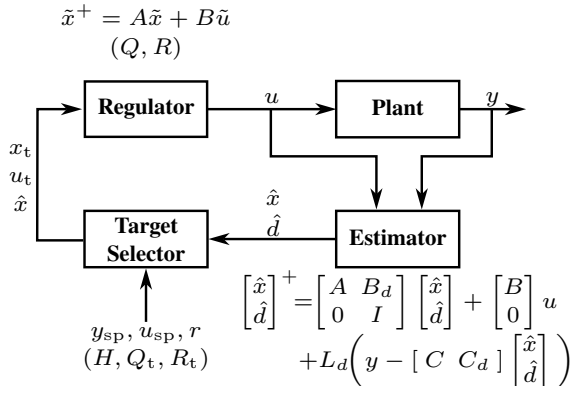 x̃⁺ = Ax̃ + Bũ
(Q, R)
Regulator
u
Plant
y
x_t
u_t
x̂
Target
Selector
x̂
d̂
Estimator
[x̂ d̂]⁺ = [A B_d 0 I] [x̂ d̂] + [B 0] u
+L_d(y − [ C C_d ] [x̂ d̂])
y_sp, u_sp, r
(H, Q_t, R_t)